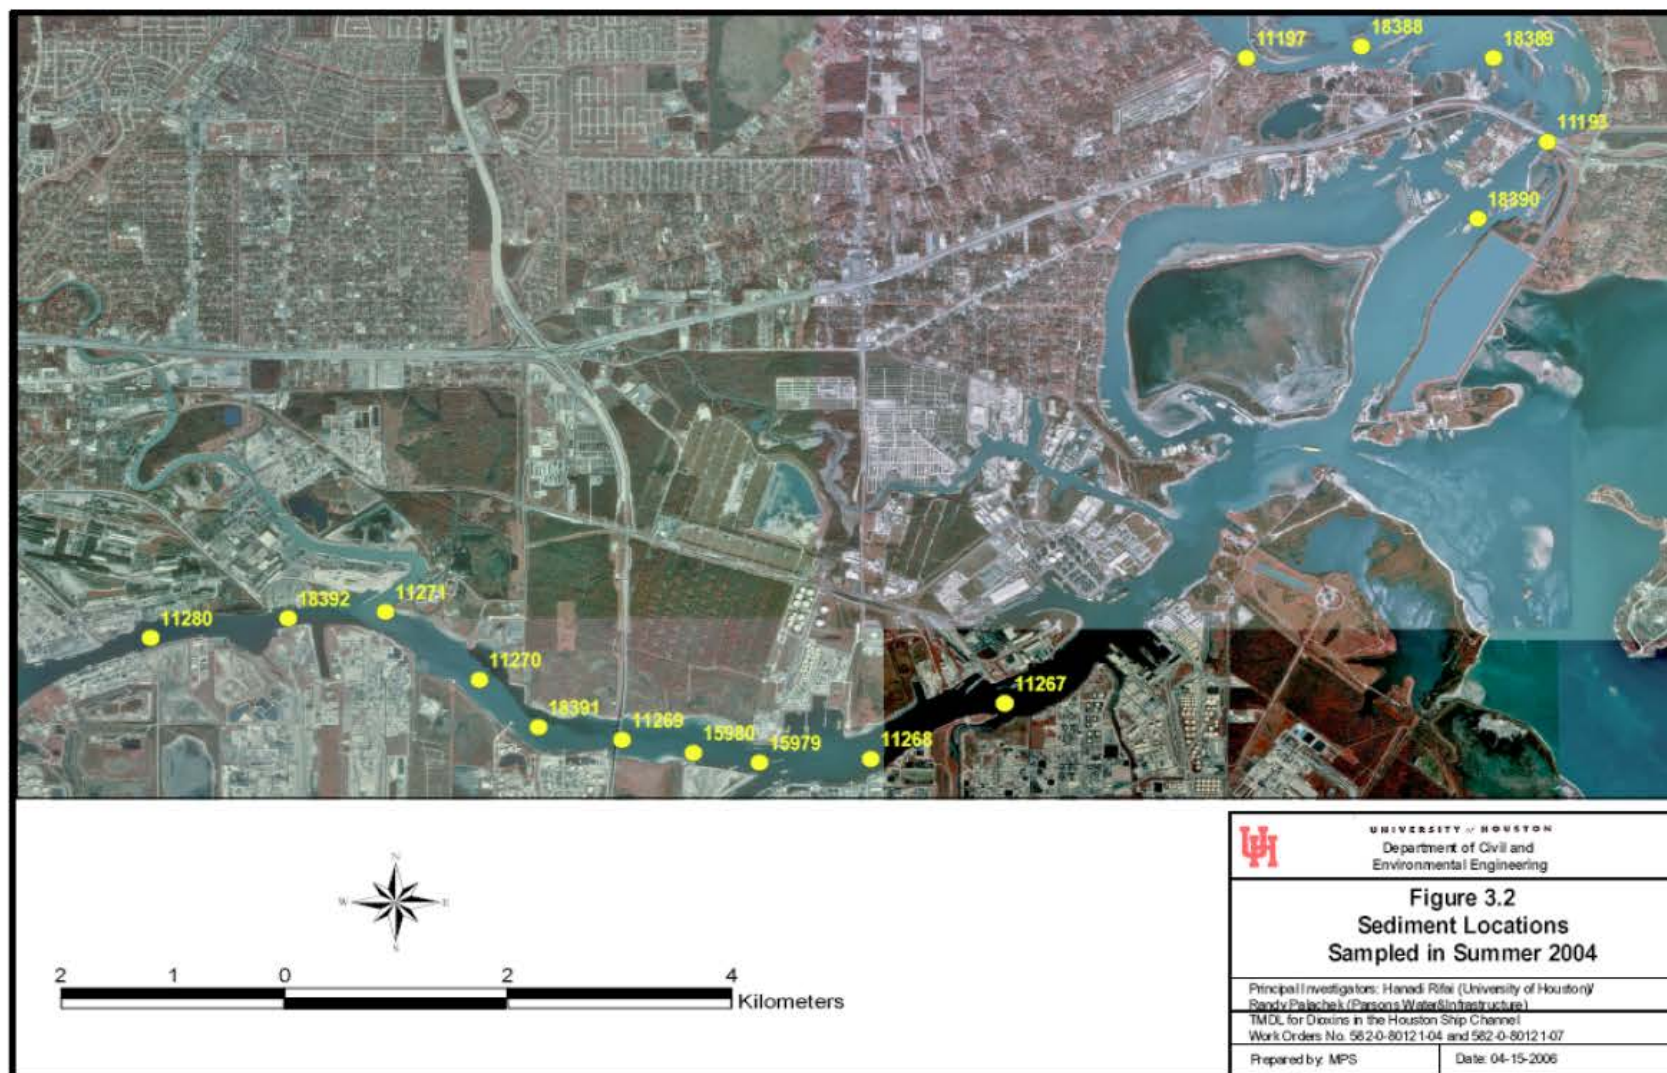 18388
11197
18389
11193
18390
11280
18392
11271
11270
18391
11269
15980
15979
11268
11267
N
W
E
S
2 1 0 2 4
Kilometers
UH
UNIVERSITY of HOUSTON
Department of Civil and
Environmental Engineering
Figure 3.2
Sediment Locations
Sampled in Summer 2004
Principal Investigators: Hanadi Rifai (University of Houston)/
Randy Palachek (Parsons Water&Infrastructure)
TMDL for Dioxins in the Houston Ship Channel
Work Orders No. 582-0-80121-04 and 582-0-80121-07
Prepared by: MPS
Date: 04-15-2006